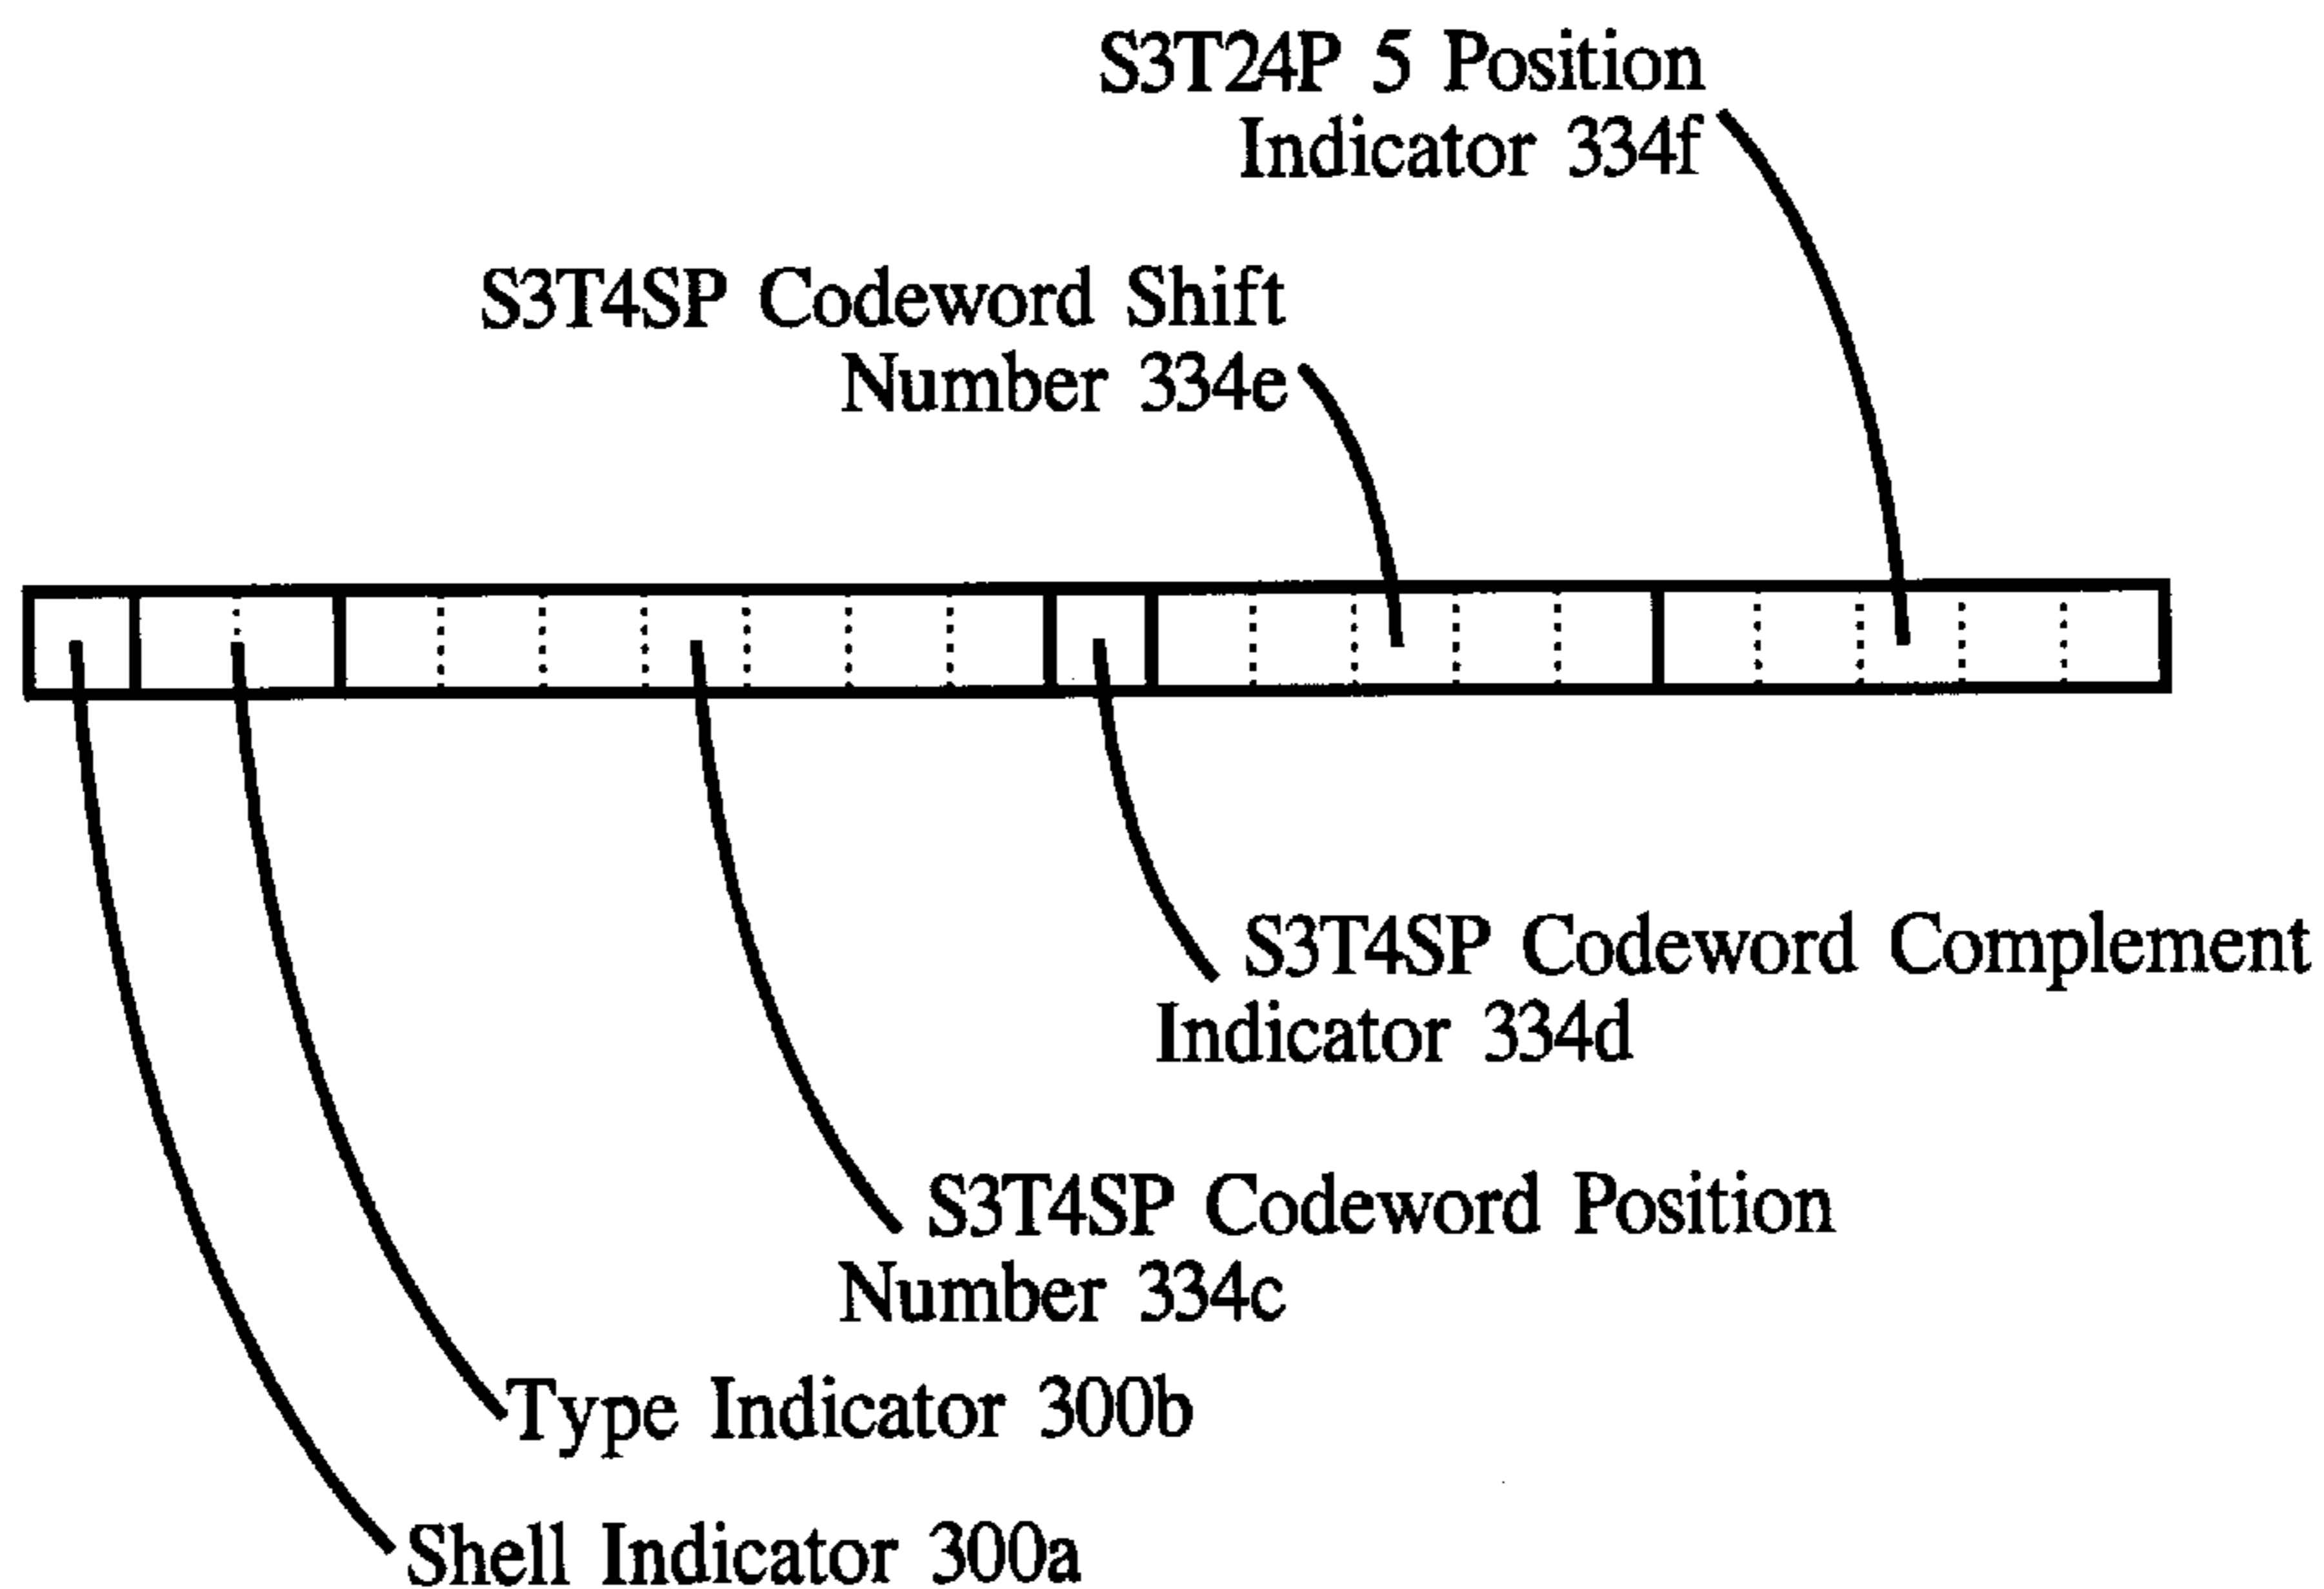 S3T24P 5 Position
Indicator 334f
S3T4SP Codeword Shift
Number 334e
S3T4SP Codeword Complement
Indicator 334d
S3T4SP Codeword Position
Number 334c
Type Indicator 300b
Shell Indicator 300a